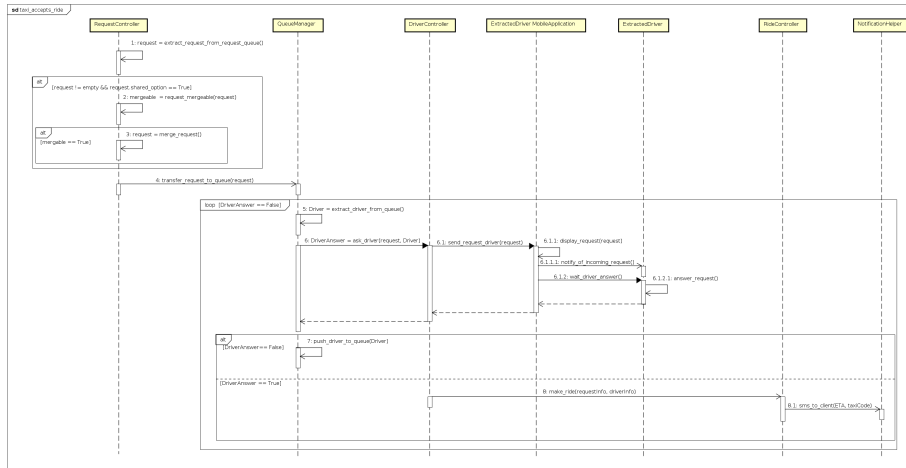 sd taxi_accepts_ride
RequestController
QueueManager
DriverController
ExtractedDriver MobileApplication
ExtractedDriver
RideController
NotificationHelper
1: request = extract_request_from_request_queue()
alt
[request != empty && request.shared_option == True]
2: mergeable = request_mergeable(request)
alt
3: request = merge_request()
[mergable == True]
4: transfer_request_to_queue(request)
loop [DriverAnswer == False]
5: Driver = extract_driver_from_queue()
6: DriverAnswer = ask_driver(request, Driver)
6.1: send_request_driver(request)
6.1.1: display_request(request)
6.1.1.1: notify_of_incoming_request()
6.1.2: wait_driver_answer()
6.1.2.1: answer_request()
alt
[DriverAnswer== False]
7: push_driver_to_queue(Driver)
[DriverAnswer == True]
8: make_ride(requestInfo, driverInfo)
8.1: sms_to_client(ETA, taxiCode)